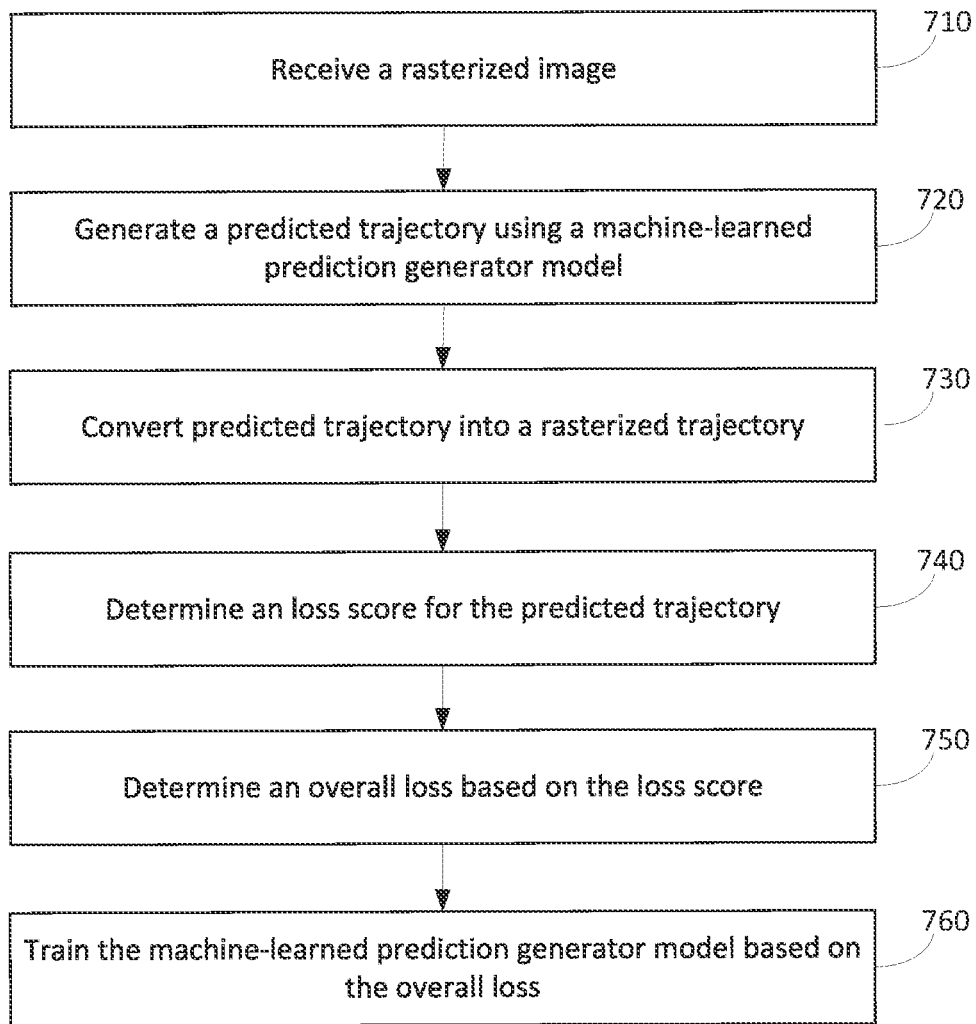 710
Receive a rasterized image
720
Generate a predicted trajectory using a machine-learned
prediction generator model
730
Convert predicted trajectory into a rasterized trajectory
740
Determine an loss score for the predicted trajectory
750
Determine an overall loss based on the loss score
760
Train the machine-learned prediction generator model based on
the overall loss